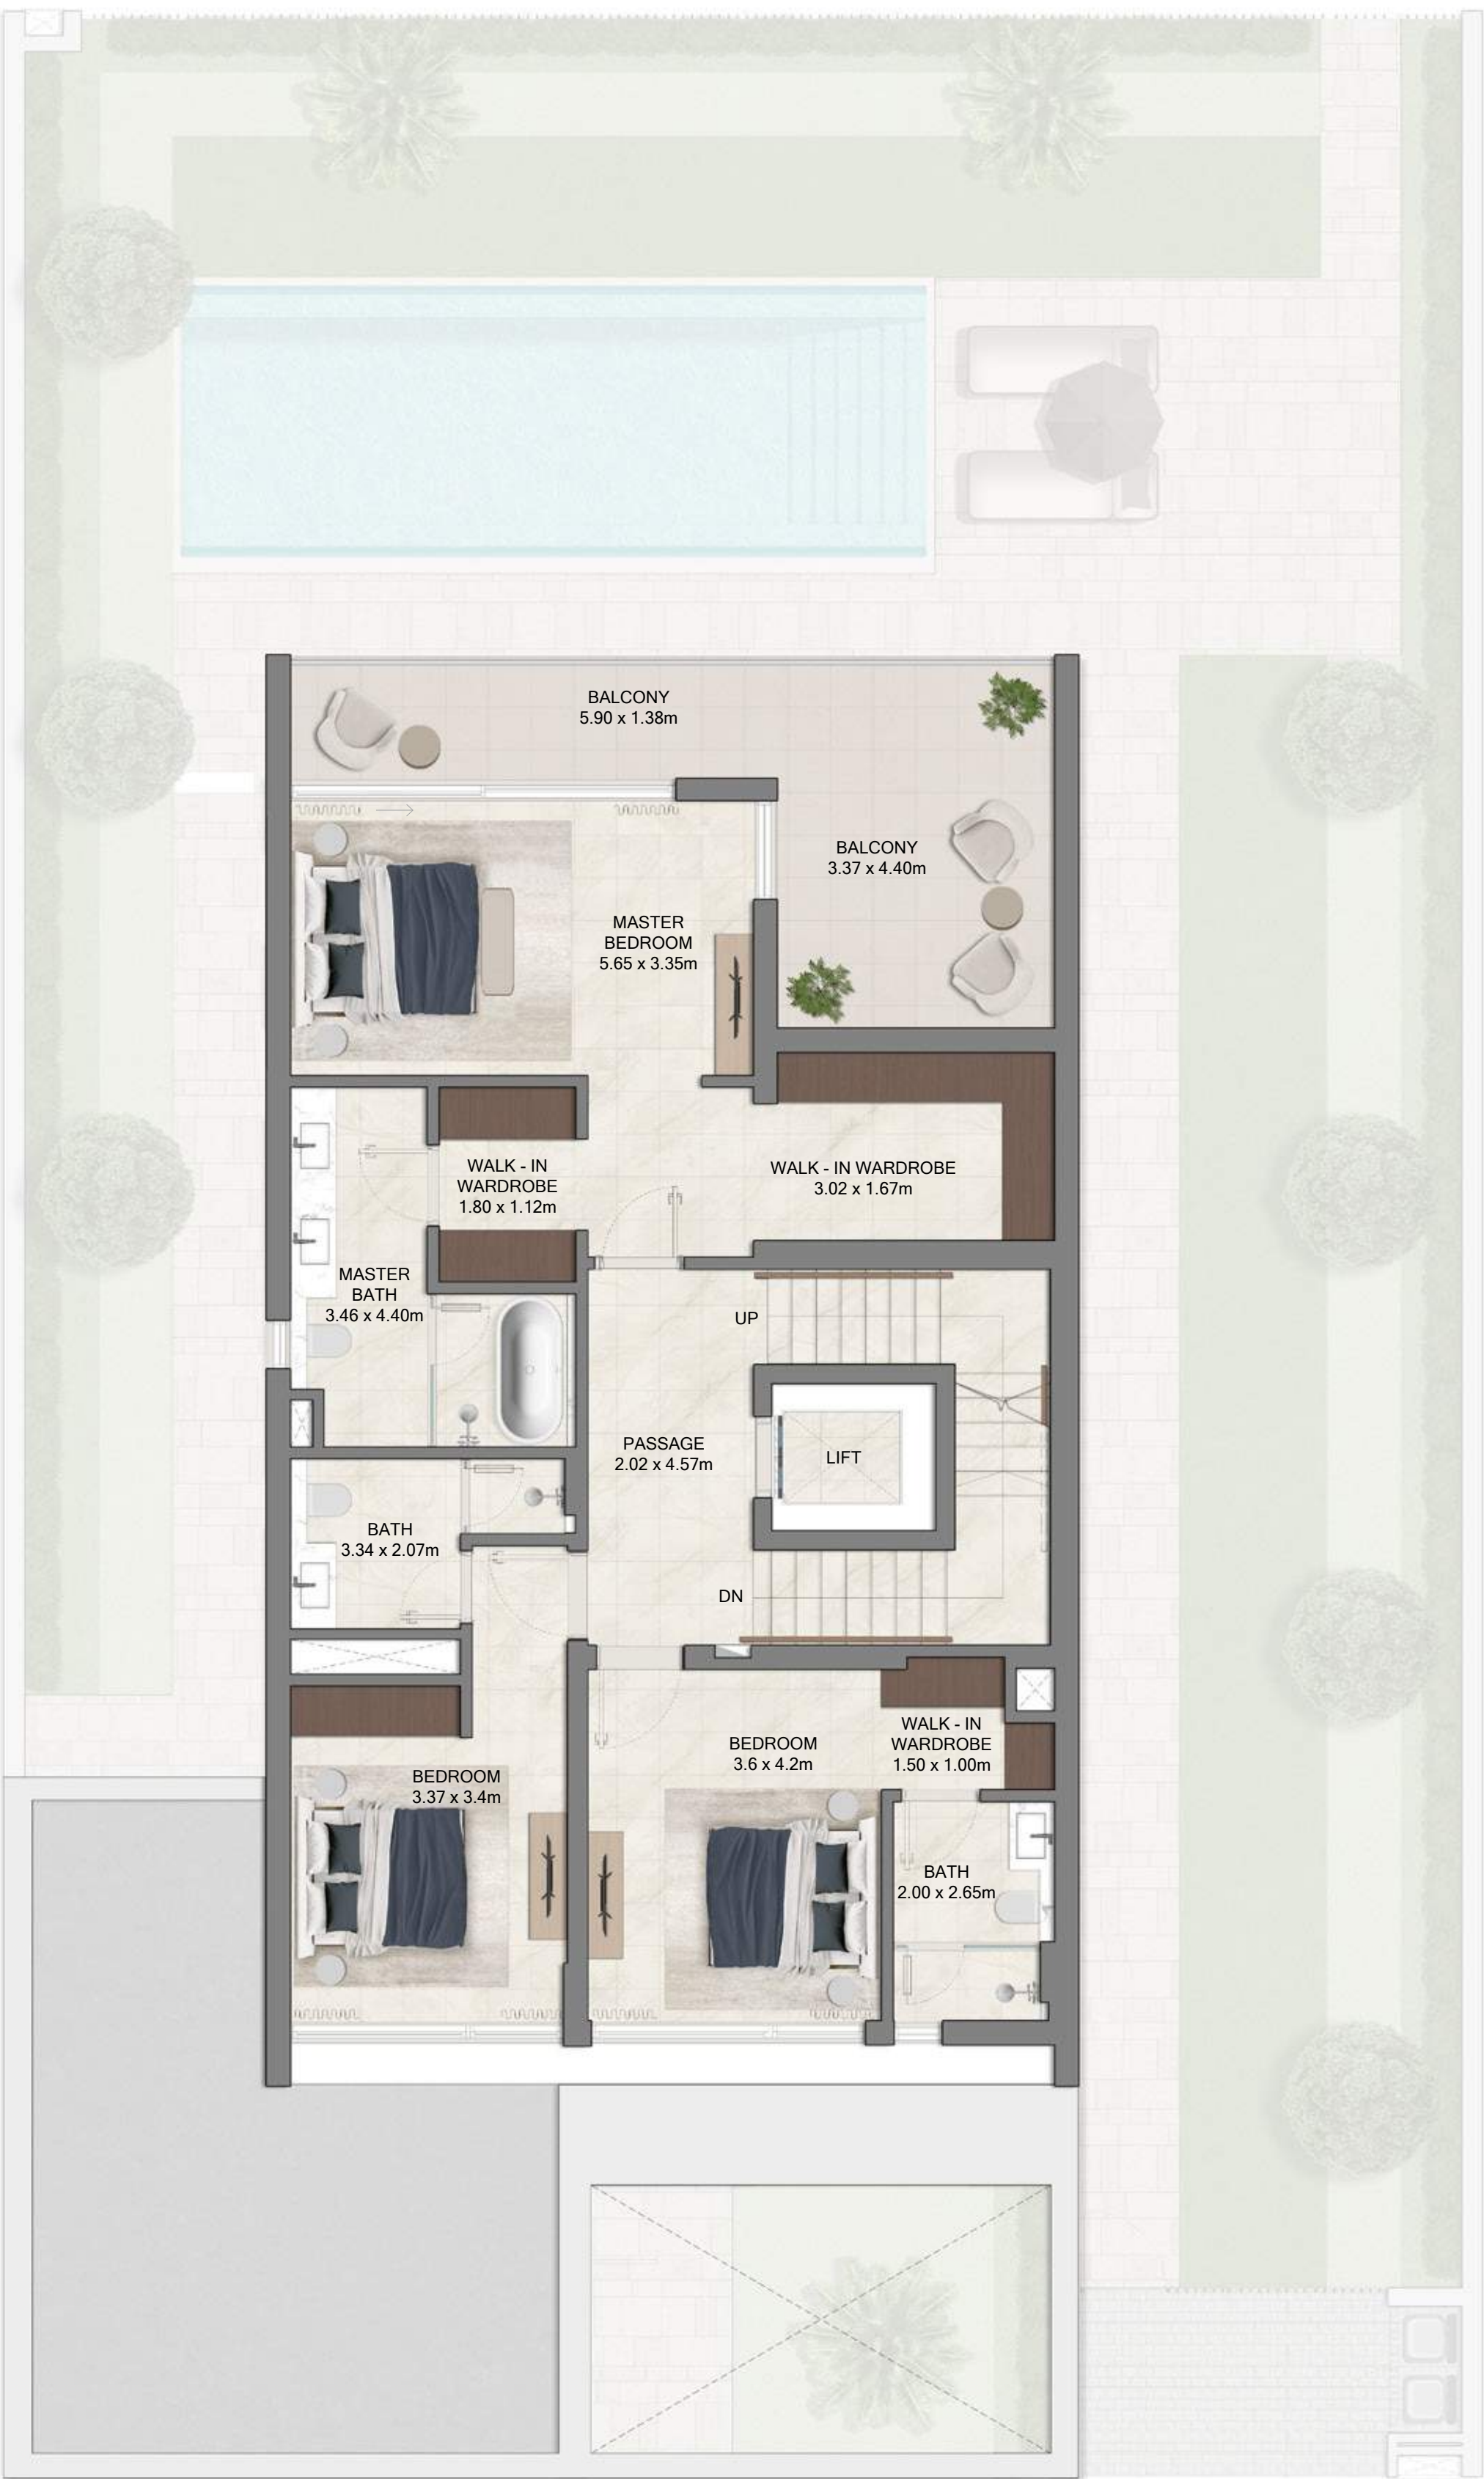 BALCONY
5.90 x 1.38m
BALCONY
3.37 x 4.40m
MASTER
BEDROOM
5.65 x 3.35m
WALK - IN
WARDROBE
1.80 x 1.12m
WALK - IN WARDROBE
3.02 x 1.67m
MASTER
BATH
3.46 x 4.40m
UP
PASSAGE
2.02 x 4.57m
LIFT
BATH
3.34 x 2.07m
DN
BEDROOM
3.37 x 3.4m
BEDROOM
3.6 x 4.2m
WALK - IN
WARDROBE
1.50 x 1.00m
BATH
2.00 x 2.65m